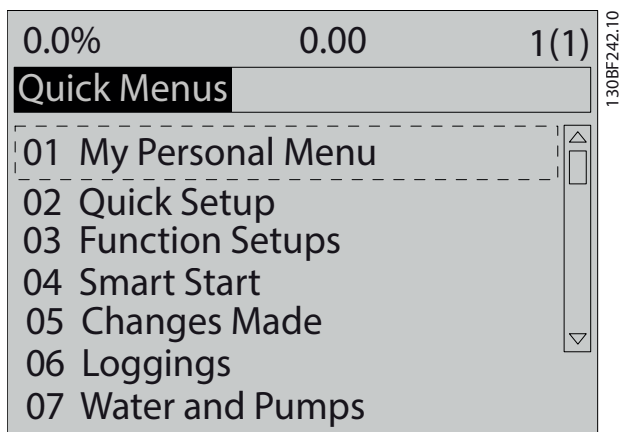 0.0% 0.00 1(1)
Quick Menus
01 My Personal Menu
02 Quick Setup
03 Function Setups
04 Smart Start
05 Changes Made
06 Loggings
07 Water and Pumps
130BF242.10